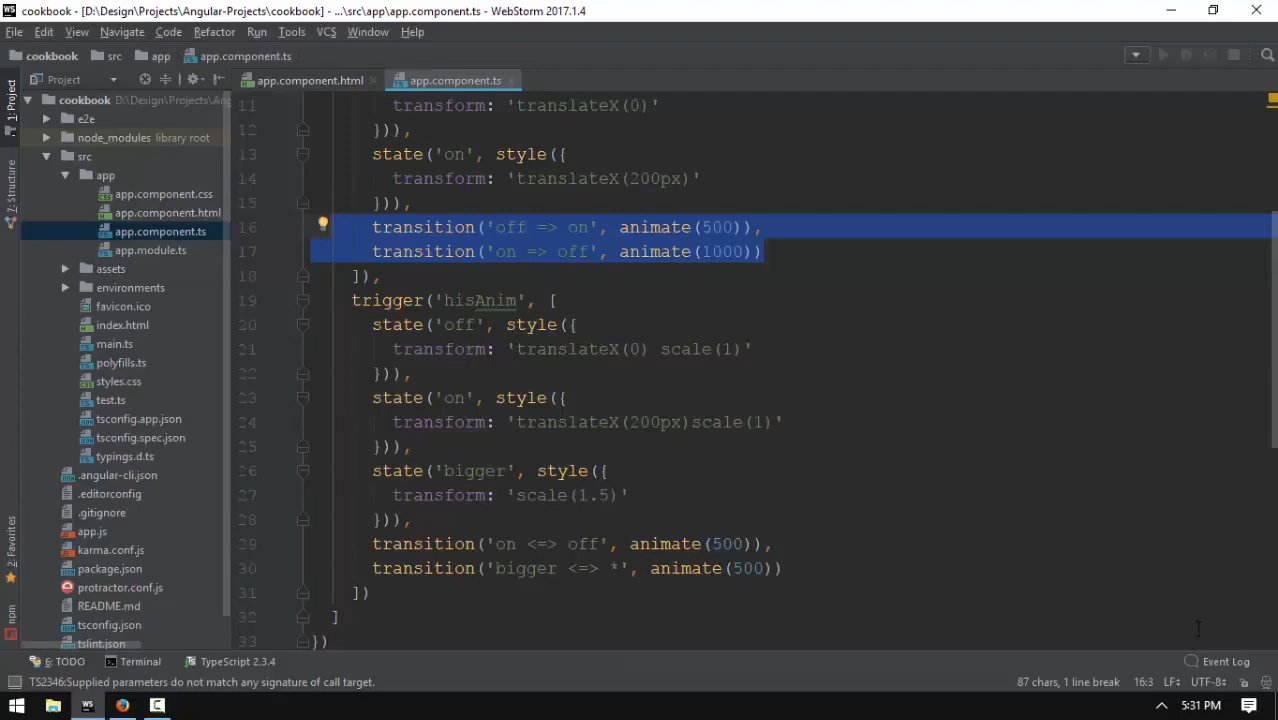 WS cookbook - [D:\Design\Projects\Angular-Projects\cookbook] - ...\src\app\app.component.ts - WebStorm 2017.1.4
File Edit View Navigate Code Refactor Run Tools VCS Window Help
cookbook src app app.component.ts
1: Project
Project
app.component.html
app.component.ts
cookbook D:\Design\Projects\An
e2e
node_modules library root
src
app
app.component.css
app.component.html
app.component.ts
app.module.ts
assets
environments
favicon.ico
index.html
main.ts
polyfills.ts
styles.css
test.ts
tsconfig.app.json
tsconfig.spec.json
typings.d.ts
.angular-cli.json
.editorconfig
.gitignore
app.js
karma.conf.js
package.json
protractor.conf.js
README.md
tsconfig.json
tslint.json
7: Structure
2: Favorites
npm
11 transform: 'translateX(0)'
12 })),
13 state('on', style({
14 transform: 'translateX(200px)'
15 })),
16 transition('off => on', animate(500)),
17 transition('on => off', animate(1000))
18 ]),
19 trigger('hisAnim', [
20 state('off', style({
21 transform: 'translateX(0) scale(1)'
22 })),
23 state('on', style({
24 transform: 'translateX(200px)scale(1)'
25 })),
26 state('bigger', style({
27 transform: 'scale(1.5)'
28 })),
29 transition('on <=> off', animate(500)),
30 transition('bigger <=> *', animate(500))
31 ])
32 ]
33 })
6: TODO Terminal TypeScript 2.3.4 Event Log
TS2346:Supplied parameters do not match any signature of call target. 87 chars, 1 line break 16:3 LF UTF-8
WS 5:31 PM